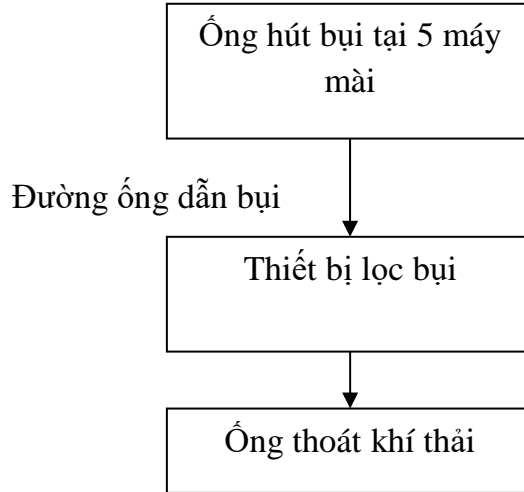 Ống hút bụi tại 5 máy
mài
Đường ống dẫn bụi
Thiết bị lọc bụi
Ống thoát khí thải